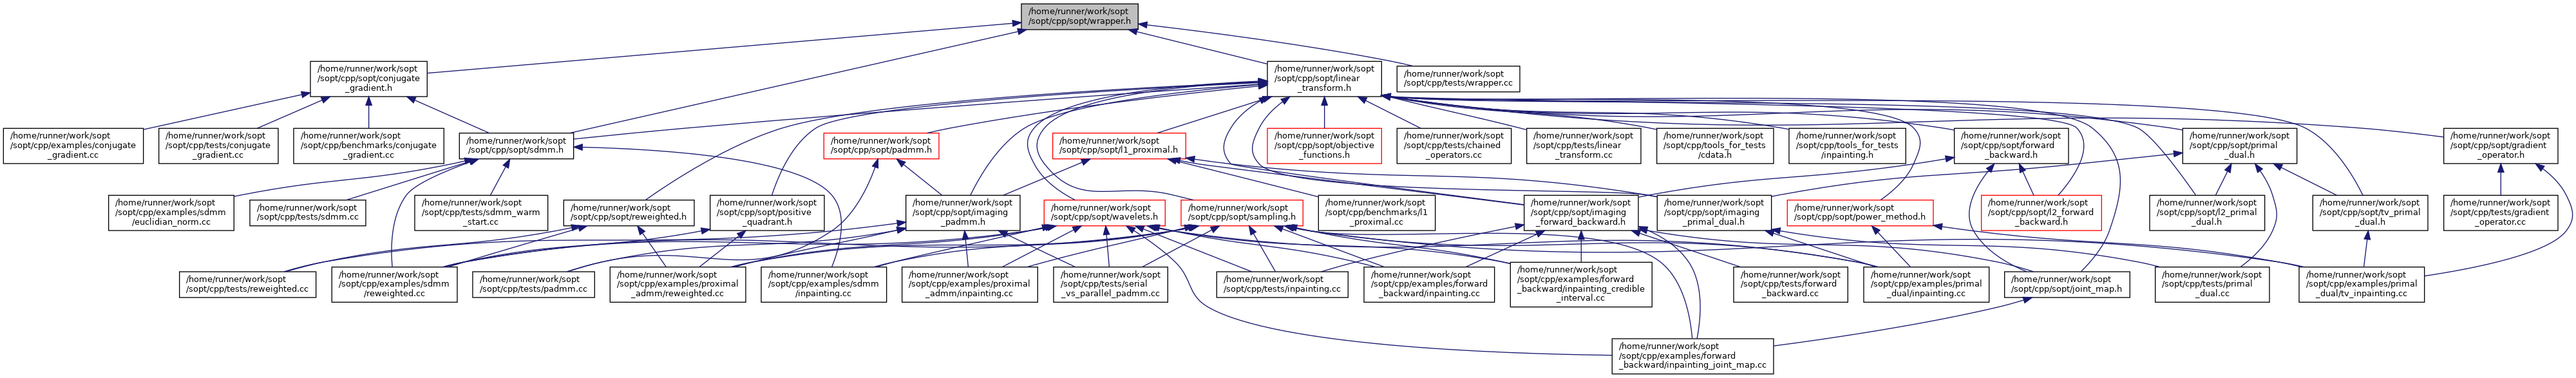 /home/runner/work/sopt
/sopt/cpp/sopt/wrapper.h
/home/runner/work/sopt
/sopt/cpp/sopt/conjugate
_gradient.h
/home/runner/work/sopt
/sopt/cpp/sopt/linear
_transform.h
/home/runner/work/sopt
/sopt/cpp/tests/wrapper.cc
/home/runner/work/sopt
/sopt/cpp/examples/conjugate
_gradient.cc
/home/runner/work/sopt
/sopt/cpp/tests/conjugate
_gradient.cc
/home/runner/work/sopt
/sopt/cpp/benchmarks/conjugate
_gradient.cc
/home/runner/work/sopt
/sopt/cpp/sopt/sdmm.h
/home/runner/work/sopt
/sopt/cpp/sopt/padmm.h
/home/runner/work/sopt
/sopt/cpp/sopt/l1_proximal.h
/home/runner/work/sopt
/sopt/cpp/sopt/objective
_functions.h
/home/runner/work/sopt
/sopt/cpp/tests/chained
_operators.cc
/home/runner/work/sopt
/sopt/cpp/tests/linear
_transform.cc
/home/runner/work/sopt
/sopt/cpp/tools_for_tests
/cdata.h
/home/runner/work/sopt
/sopt/cpp/tools_for_tests
/inpainting.h
/home/runner/work/sopt
/sopt/cpp/sopt/forward
_backward.h
/home/runner/work/sopt
/sopt/cpp/sopt/primal
_dual.h
/home/runner/work/sopt
/sopt/cpp/sopt/gradient
_operator.h
/home/runner/work/sopt
/sopt/cpp/examples/sdmm
/euclidian_norm.cc
/home/runner/work/sopt
/sopt/cpp/tests/sdmm.cc
/home/runner/work/sopt
/sopt/cpp/tests/sdmm_warm
_start.cc
/home/runner/work/sopt
/sopt/cpp/sopt/reweighted.h
/home/runner/work/sopt
/sopt/cpp/sopt/positive
_quadrant.h
/home/runner/work/sopt
/sopt/cpp/sopt/imaging
_padmm.h
/home/runner/work/sopt
/sopt/cpp/sopt/wavelets.h
/home/runner/work/sopt
/sopt/cpp/sopt/sampling.h
/home/runner/work/sopt
/sopt/cpp/benchmarks/l1
_proximal.cc
/home/runner/work/sopt
/sopt/cpp/sopt/imaging
_forward_backward.h
/home/runner/work/sopt
/sopt/cpp/sopt/imaging
_primal_dual.h
/home/runner/work/sopt
/sopt/cpp/sopt/power_method.h
/home/runner/work/sopt
/sopt/cpp/sopt/l2_forward
_backward.h
/home/runner/work/sopt
/sopt/cpp/sopt/l2_primal
_dual.h
/home/runner/work/sopt
/sopt/cpp/sopt/tv_primal
_dual.h
/home/runner/work/sopt
/sopt/cpp/tests/gradient
_operator.cc
/home/runner/work/sopt
/sopt/cpp/tests/reweighted.cc
/home/runner/work/sopt
/sopt/cpp/examples/sdmm
/reweighted.cc
/home/runner/work/sopt
/sopt/cpp/tests/padmm.cc
/home/runner/work/sopt
/sopt/cpp/examples/proximal
_admm/reweighted.cc
/home/runner/work/sopt
/sopt/cpp/examples/sdmm
/inpainting.cc
/home/runner/work/sopt
/sopt/cpp/examples/proximal
_admm/inpainting.cc
/home/runner/work/sopt
/sopt/cpp/tests/serial
_vs_parallel_padmm.cc
/home/runner/work/sopt
/sopt/cpp/tests/inpainting.cc
/home/runner/work/sopt
/sopt/cpp/examples/forward
_backward/inpainting.cc
/home/runner/work/sopt
/sopt/cpp/examples/forward
_backward/inpainting_credible
_interval.cc
/home/runner/work/sopt
/sopt/cpp/tests/forward
_backward.cc
/home/runner/work/sopt
/sopt/cpp/examples/primal
_dual/inpainting.cc
/home/runner/work/sopt
/sopt/cpp/sopt/joint_map.h
/home/runner/work/sopt
/sopt/cpp/tests/primal
_dual.cc
/home/runner/work/sopt
/sopt/cpp/examples/primal
_dual/tv_inpainting.cc
/home/runner/work/sopt
/sopt/cpp/examples/forward
_backward/inpainting_joint_map.cc